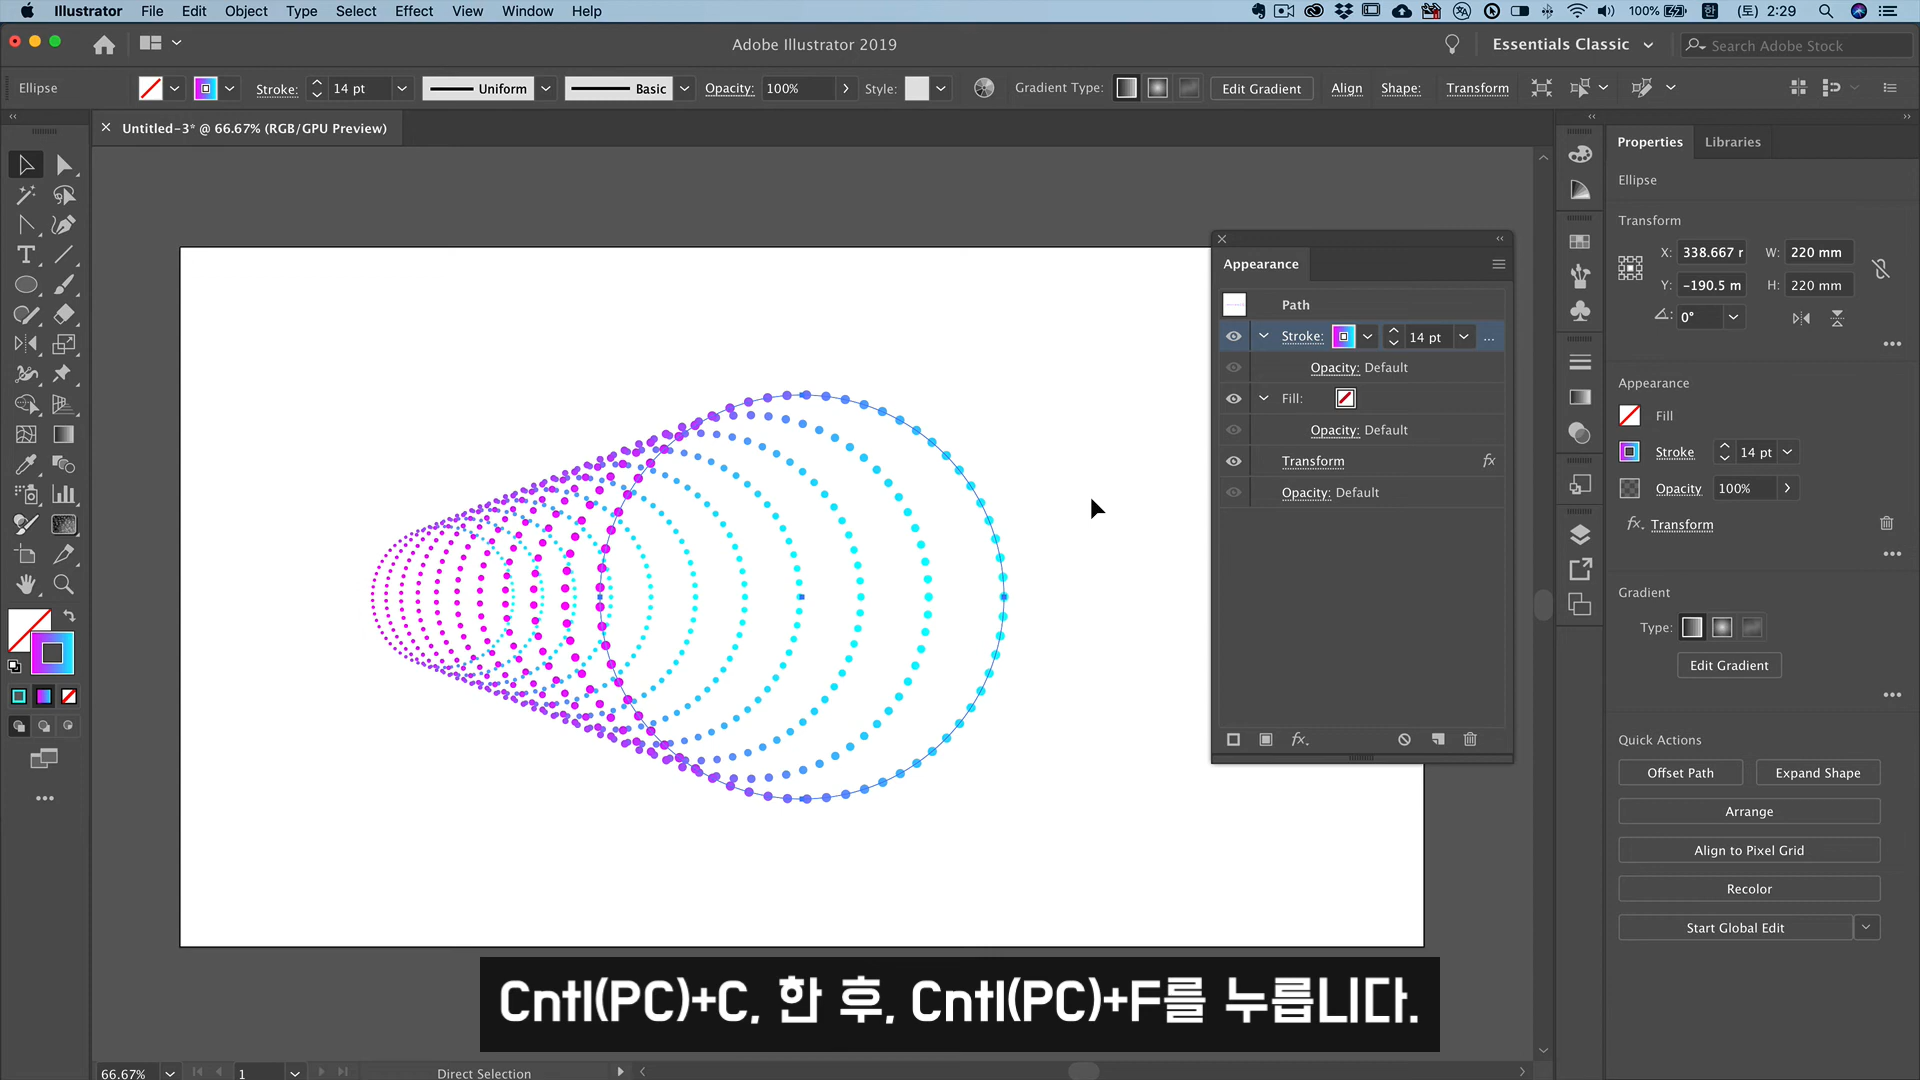 Illustrator File Edit Object Type Select Effect View Window Help 100% 한 (토) 2:29
Adobe Illustrator 2019 Essentials Classic Search Adobe Stock
Ellipse Stroke: 14 pt Uniform Basic Opacity: 100% Style: Gradient Type: Edit Gradient Align Shape: Transform
Untitled-3* @ 66.67% (RGB/GPU Preview)
Properties Libraries
Ellipse
Transform
X: 338.667 r W: 220 mm
Y: -190.5 m H: 220 mm
0°
Appearance
Path
Stroke: 14 pt ...
Opacity: Default
Fill:
Opacity: Default
Transform fx
Opacity: Default
fx.
Appearance
Fill
Stroke 14 pt
Opacity 100%
fx. Transform
Gradient
Type:
Edit Gradient
Quick Actions
Offset Path Expand Shape
Arrange
Align to Pixel Grid
Recolor
Start Global Edit
Cntl(PC)+C, 한 후, Cntl(PC)+F를 누릅니다.
66.67% 1 Direct Selection